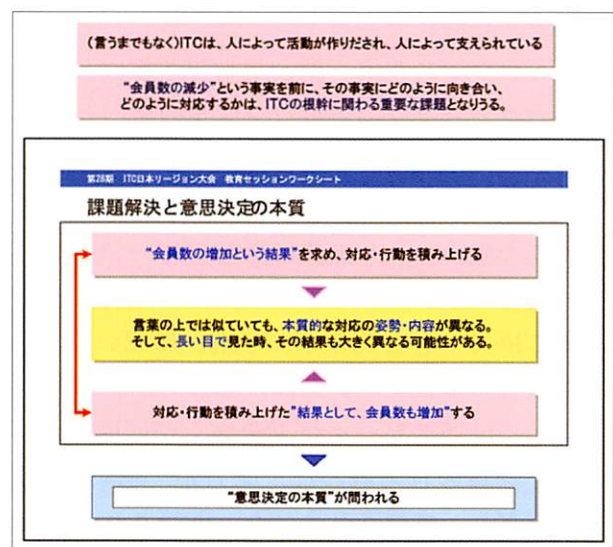 (言うまでもなく)ITCは、人によって活動が作りだされ、人によって支えられている
“会員数の減少”という事実を前に、その事実にどのように向き合い、
どのように対応するかは、ITCの根幹に関わる重要な課題となりうる。
第28期 ITC日本リージョン大会 教育セッションワークシート
課題解決と意思決定の本質
“会員数の増加という結果”を求め、対応・行動を積み上げる
言葉の上では似ていても、本質的な対応の姿勢・内容が異なる。
そして、長い目で見た時、その結果も大きく異なる可能性がある。
対応・行動を積み上げた“結果として、会員数も増加”する
“意思決定の本質”が問われる